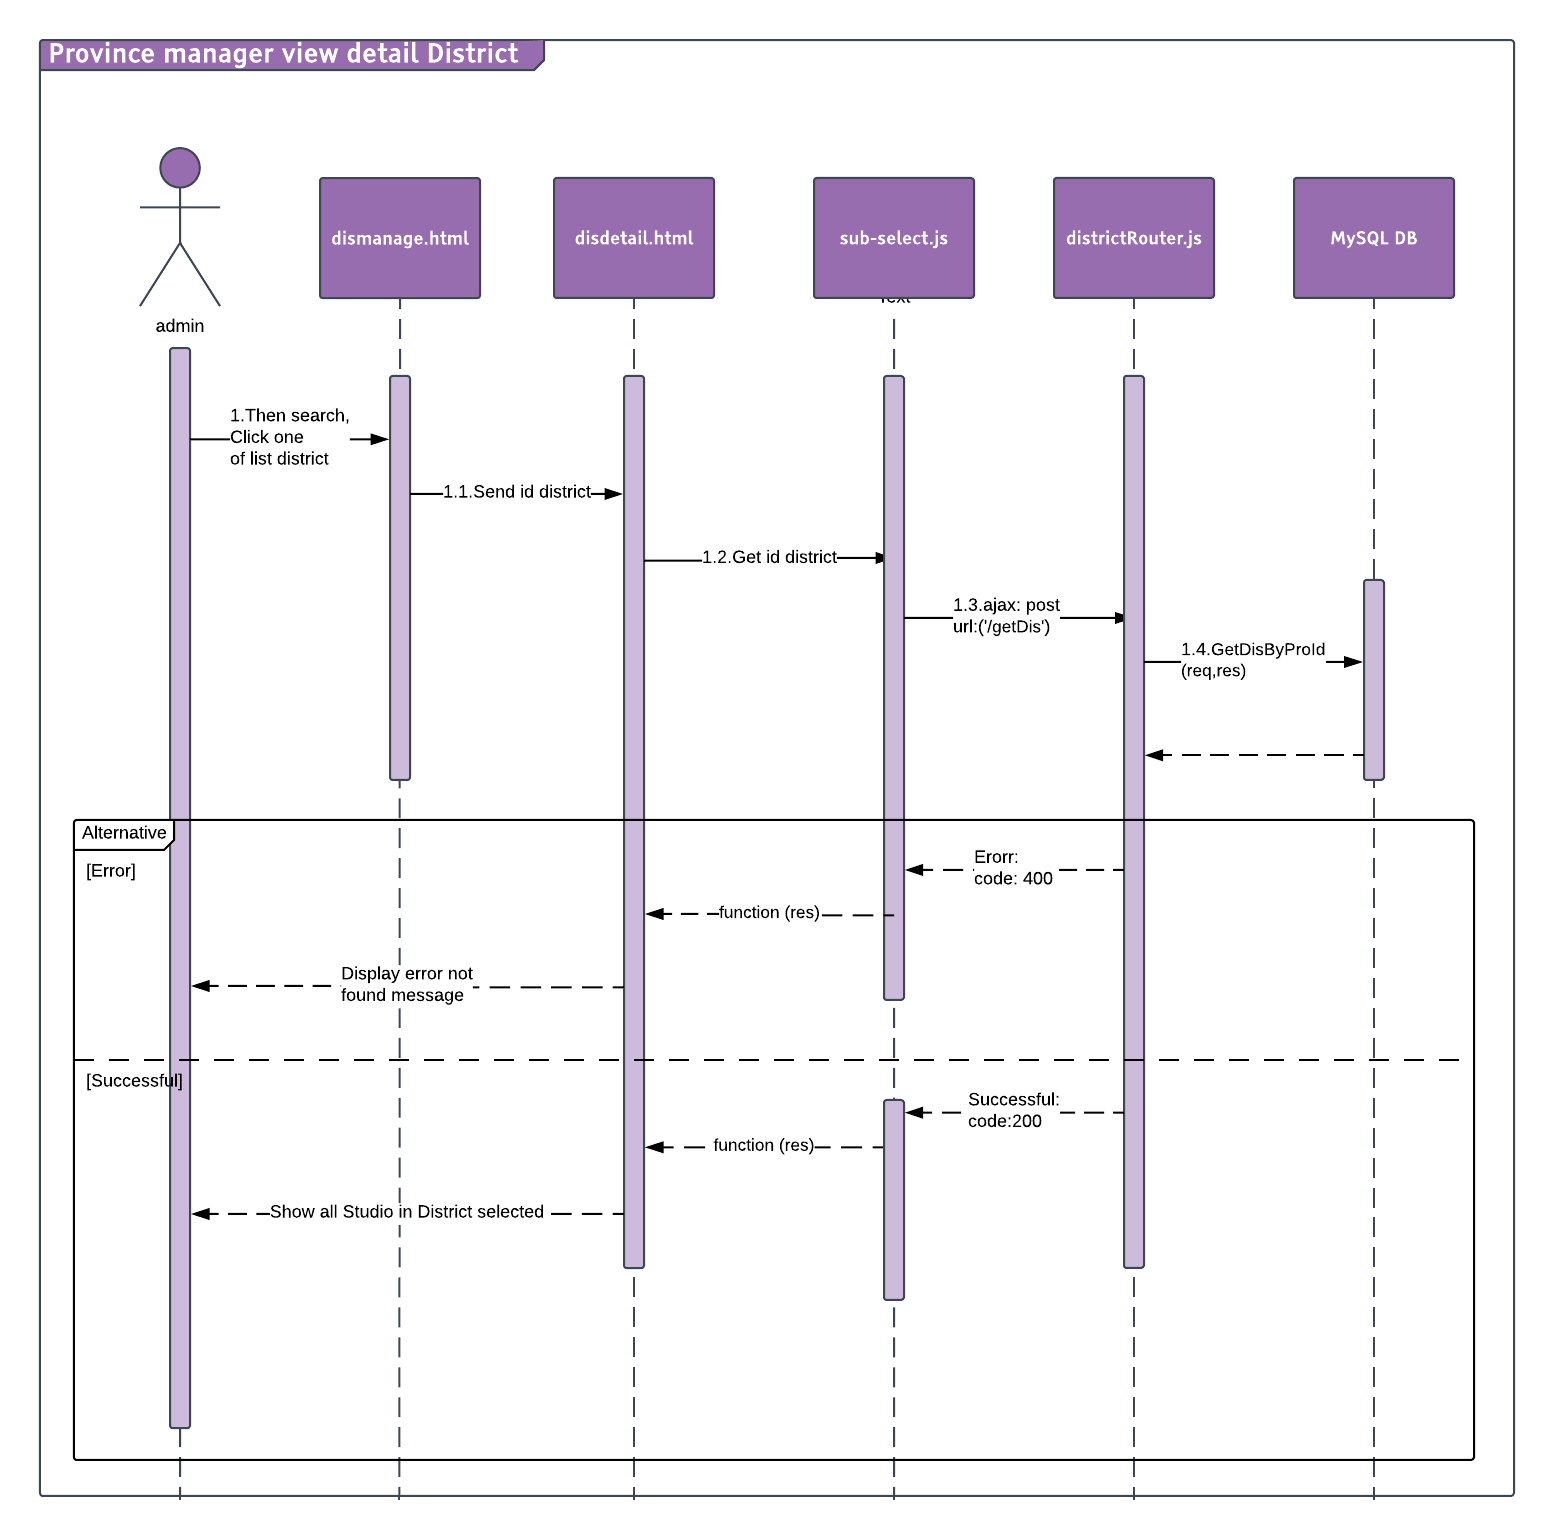 Province manager view detail District
dismanage.html
disdetail.html
sub-select.js
districtRouter.js
MySQL DB
Text
admin
1.Then search,
Click one
of list district
1.1.Send id district
1.2.Get id district
1.3.ajax: post
url:('/getDis')
1.4.GetDisByProId
(req,res)
Alternative
[Error]
Erorr:
code: 400
function (res)
Display error not
found message
[Successful]
Successful:
code:200
function (res)
Show all Studio in District selected